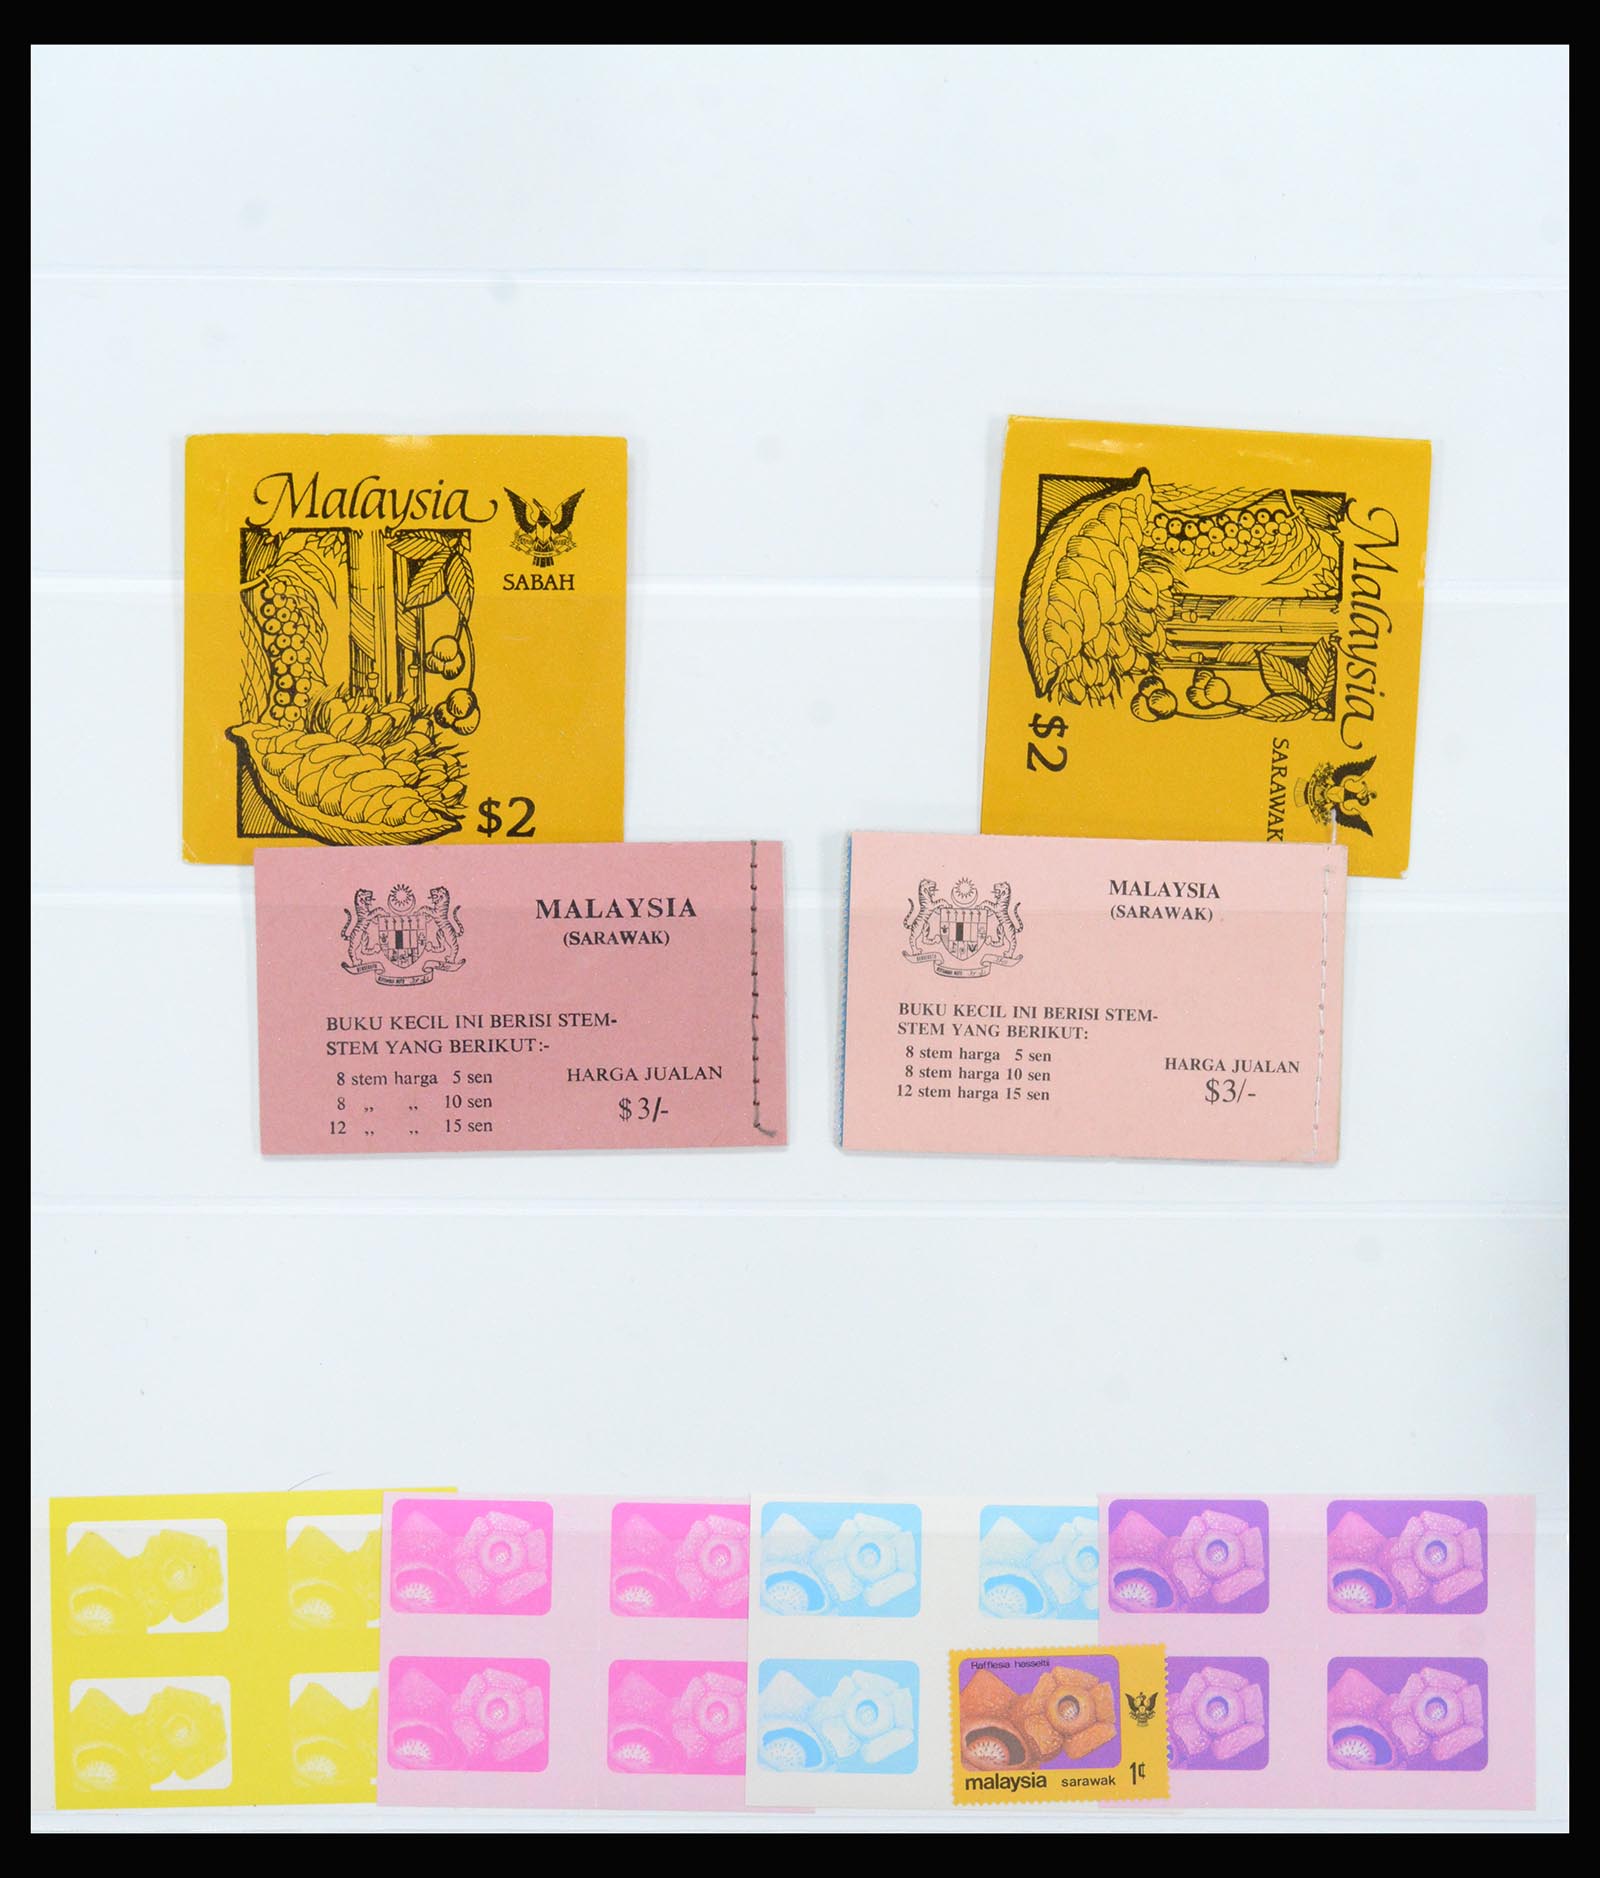 Malaysia
SABAH
$2
Malaysia
SARAWAK
$2
MALAYSIA
(SARAWAK)
BUKU KECIL INI BERISI STEM-
STEM YANG BERIKUT:-
8 stem harga 5 sen
8 „ „ 10 sen
12 „ „ 15 sen
HARGA JUALAN
$3/-
MALAYSIA
(SARAWAK)
BUKU KECIL INI BERISI STEM-
STEM YANG BERIKUT:
8 stem harga 5 sen
8 stem harga 10 sen
12 stem harga 15 sen
HARGA JUALAN
$3/-
Rafflesia hasseltii
malaysia sarawak 1¢